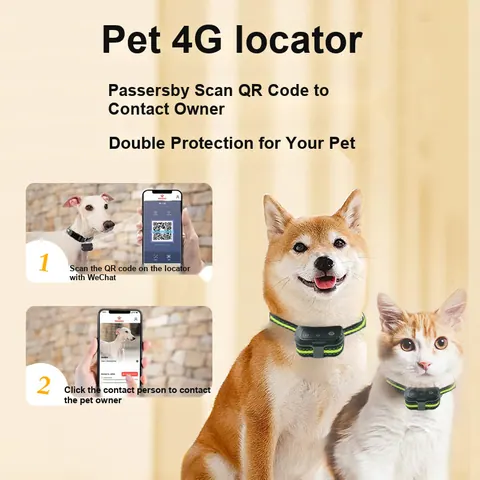 Pet 4G locator
Passersby Scan QR Code to
Contact Owner
Double Protection for Your Pet
1
Scan the QR code on the locator
with WeChat
2
Click the contact person to contact
the pet owner